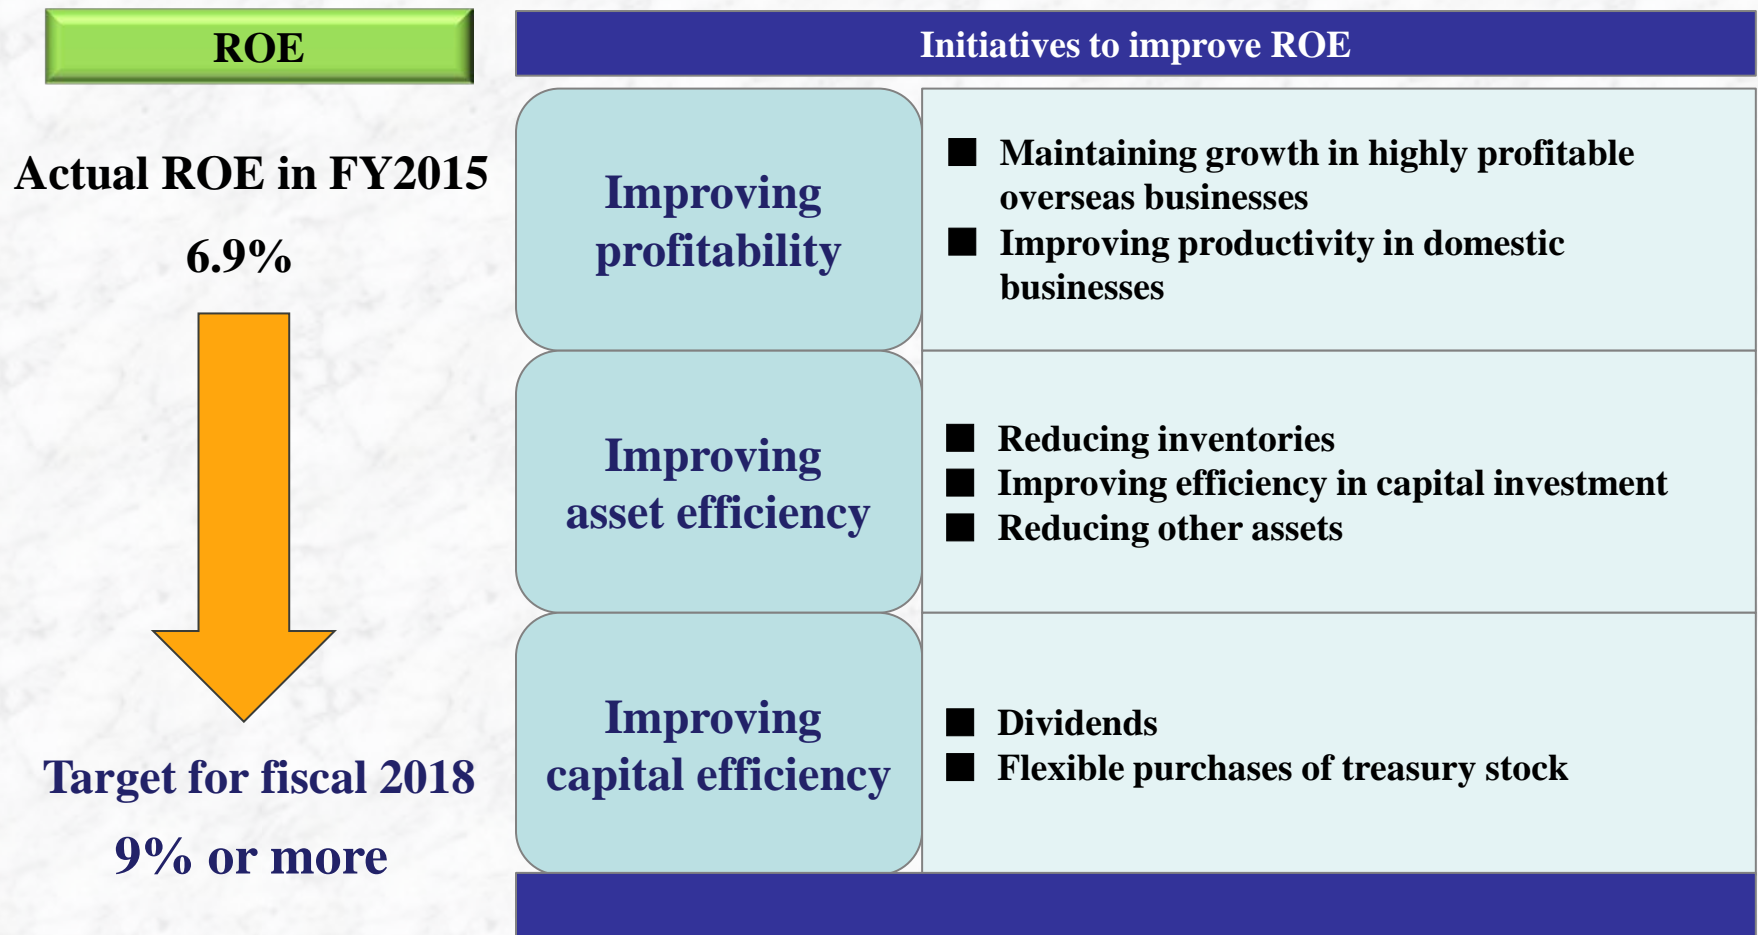 ROE
Actual ROE in FY2015
6.9%
Target for fiscal 2018
9% or more
Initiatives to improve ROE
Improving
profitability
■ Maintaining growth in highly profitable
overseas businesses
■ Improving productivity in domestic
businesses
Improving
asset efficiency
■ Reducing inventories
■ Improving efficiency in capital investment
■ Reducing other assets
Improving
capital efficiency
■ Dividends
■ Flexible purchases of treasury stock